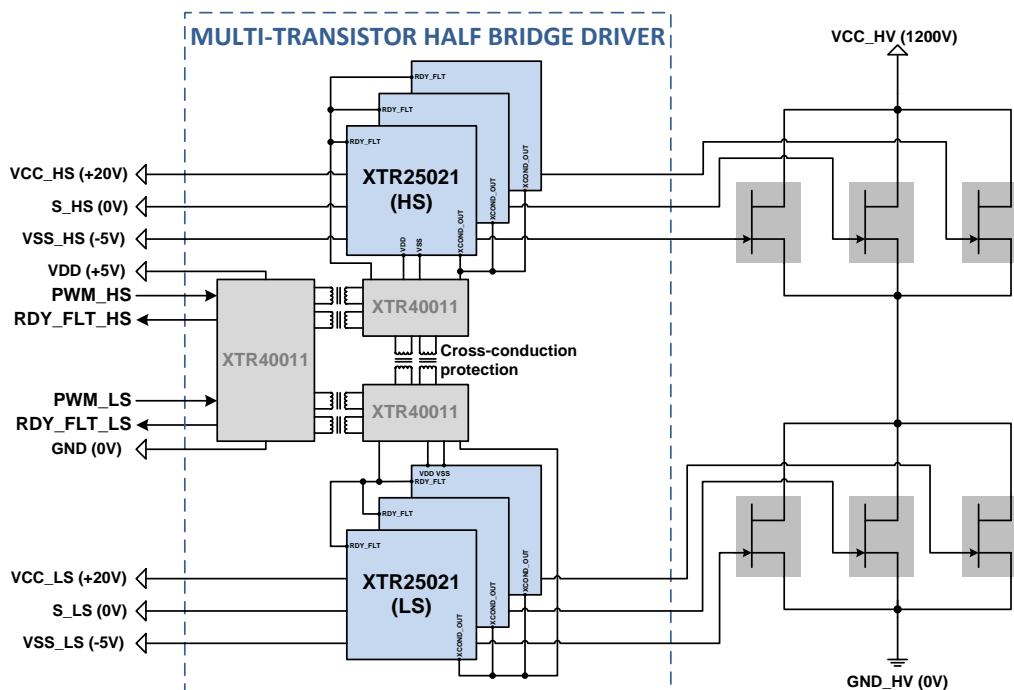 MULTI-TRANSISTOR HALF BRIDGE DRIVER
VCC_HV (1200V)
RDY_FLT
RDY_FLT
RDY_FLT
XTR25021
(HS)
XCOND_OUT
XCOND_OUT
XCOND_OUT
VDD
VSS
VCC_HS (+20V)
S_HS (0V)
VSS_HS (-5V)
VDD (+5V)
PWM_HS
RDY_FLT_HS
XTR40011
XTR40011
Cross-conduction
protection
XTR40011
PWM_LS
RDY_FLT_LS
GND (0V)
VDD VSS
RDY_FLT
RDY_FLT
RDY_FLT
XTR25021
(LS)
XCOND_OUT
XCOND_OUT
XCOND_OUT
VCC_LS (+20V)
S_LS (0V)
VSS_LS (-5V)
GND_HV (0V)